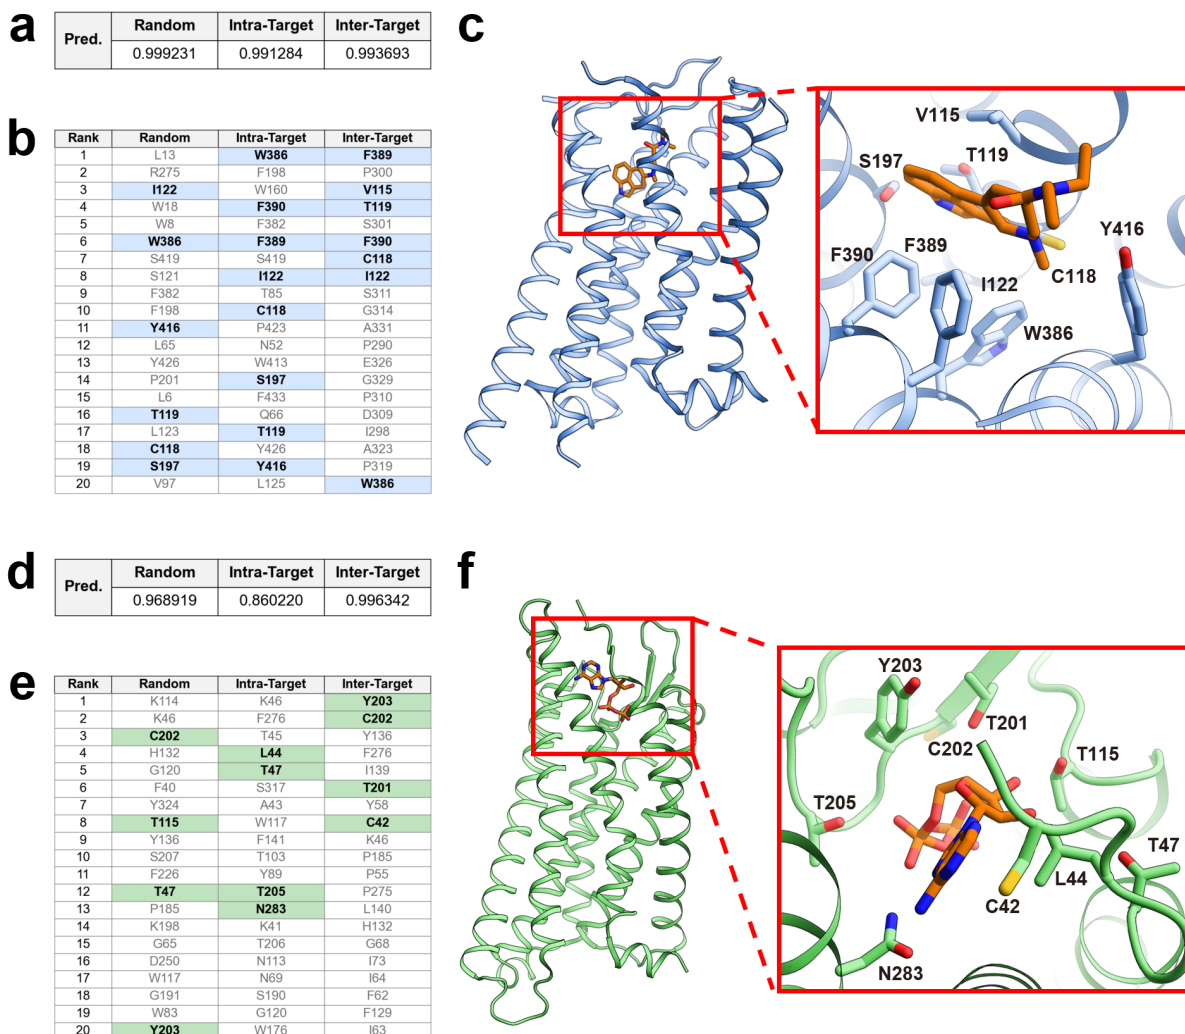 a
Pred. Random Intra-Target Inter-Target
0.999231 0.991284 0.993693
b
Rank Random Intra-Target Inter-Target
1 L13 W386 F389
2 R275 F198 P300
3 I122 W160 V115
4 W18 F390 T119
5 W8 F382 S301
6 W386 F389 F390
7 S419 S419 C118
8 S121 I122 I122
9 F382 T85 S311
10 F198 C118 G314
11 Y416 P423 A331
12 L65 N52 P290
13 Y426 W413 E326
14 P201 S197 G329
15 L6 F433 P310
16 T119 Q66 D309
17 L123 T119 I298
18 C118 Y426 A323
19 S197 Y416 P319
20 V97 L125 W386
c
V115
S197
T119
Y416
F389
F390
I122
C118
W386
d
Pred. Random Intra-Target Inter-Target
0.968919 0.860220 0.996342
e
Rank Random Intra-Target Inter-Target
1 K114 K46 Y203
2 K46 F276 C202
3 C202 T45 Y136
4 H132 L44 F276
5 G120 T47 I139
6 F40 S317 T201
7 Y324 A43 Y58
8 T115 W117 C42
9 Y136 F141 K46
10 S207 T103 P185
11 F226 Y89 P55
12 T47 T205 P275
13 P185 N283 L140
14 K198 K41 H132
15 G65 T206 G68
16 D250 N113 I73
17 W117 N69 I64
18 G191 S190 F62
19 W83 G120 F129
20 Y203 W176 I63
f
Y203
T201
C202
T115
T205
T47
L44
C42
N283